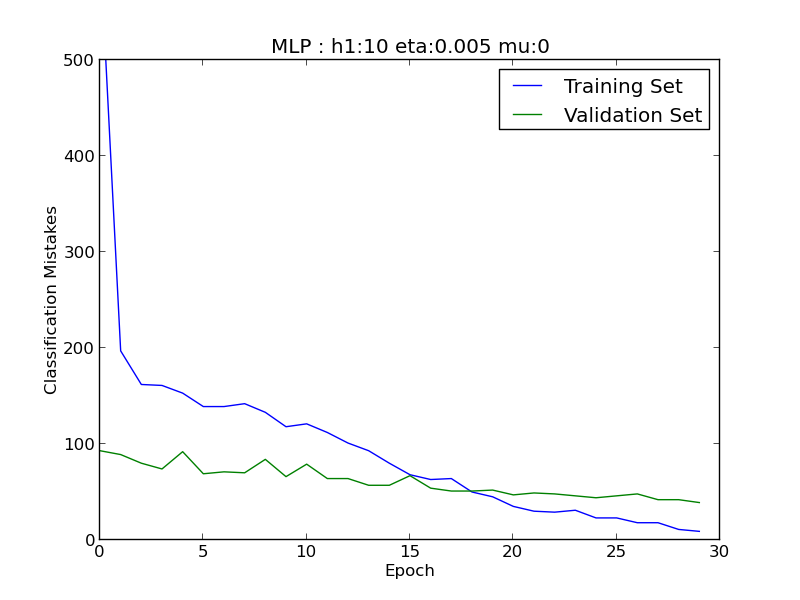 MLP : h1:10 eta:0.005 mu:0
500
400
300
200
100
0
Classification Mistakes
Training Set
Validation Set
0 5 10 15 20 25 30
Epoch